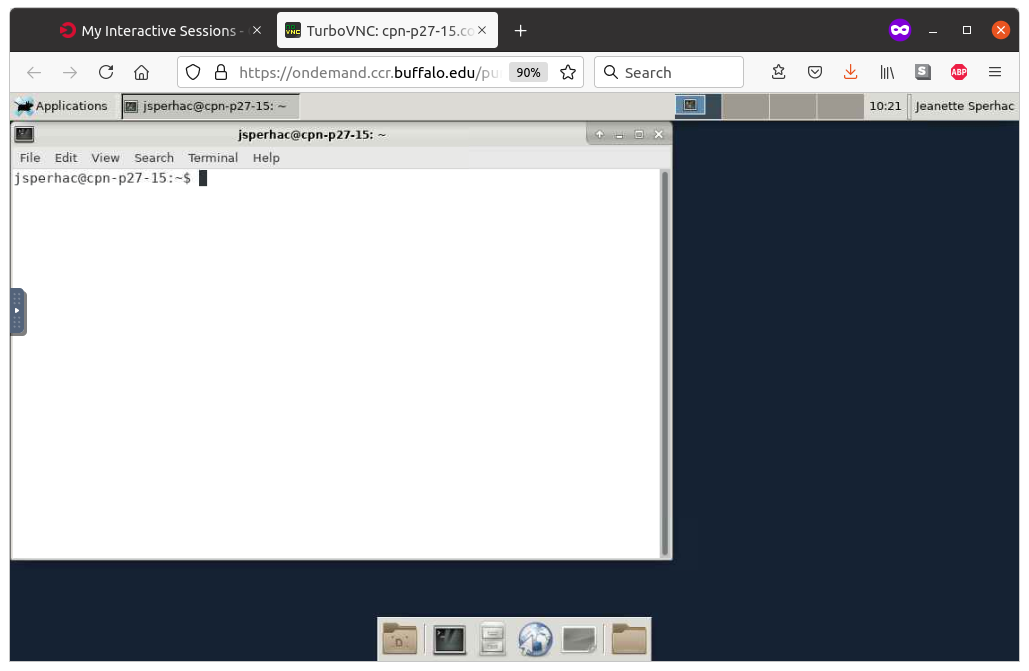 My Interactive Sessions -
TurboVNC: cpn-p27-15.co
https://ondemand.ccr.buffalo.edu/pu
90%
Search
S
ABP
Applications
jsperhac@cpn-p27-15: ~
10:21
Jeanette Sperhac
jsperhac@cpn-p27-15: ~
File Edit View Search Terminal Help
jsperhac@cpn-p27-15:~$